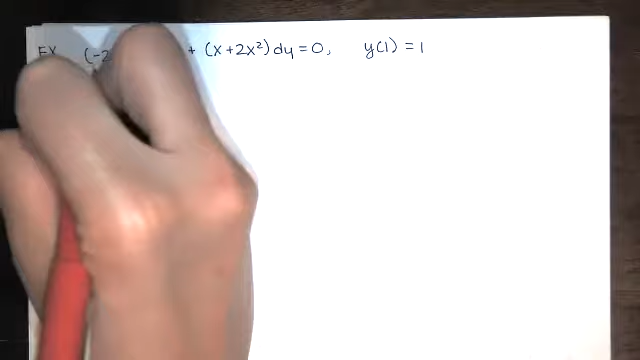 EX (-2 + (x+2x²)dy=0, y(1)=1